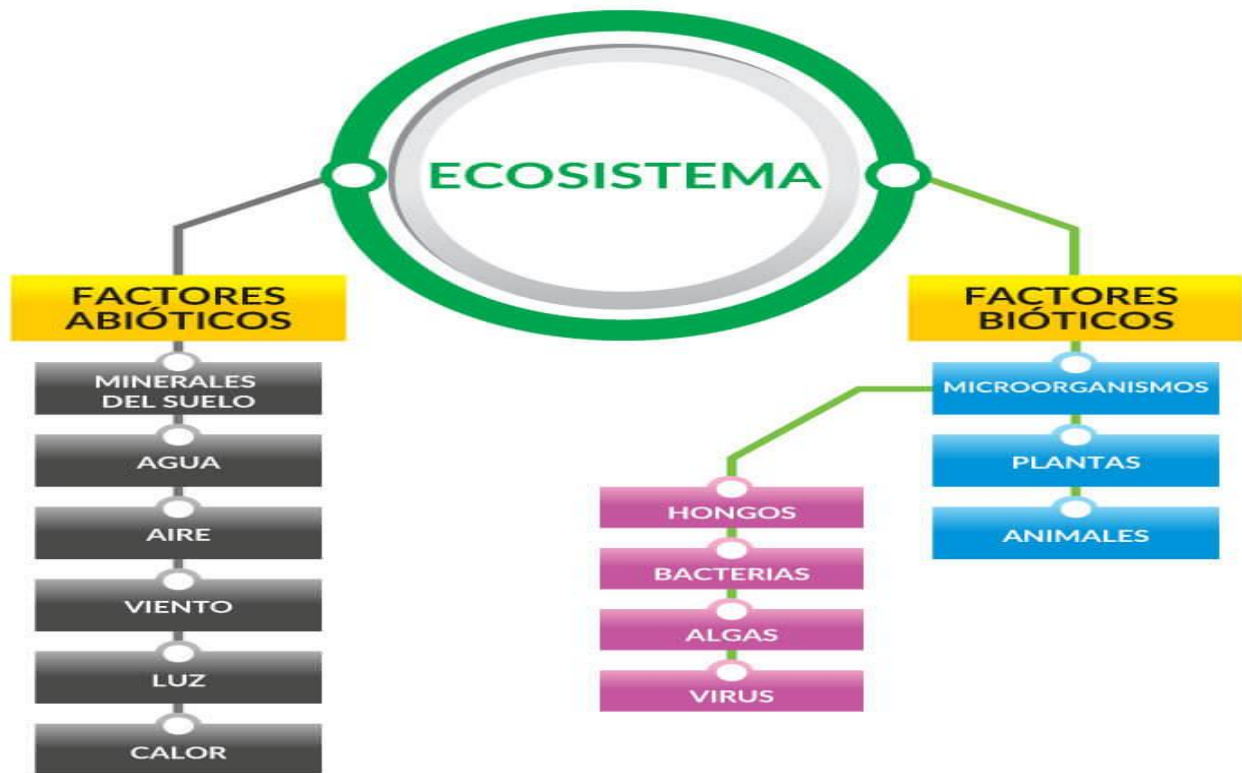 ECOSISTEMA
FACTORES
ABIÓTICOS
MINERALES
DEL SUELO
AGUA
AIRE
VIENTO
LUZ
CALOR
FACTORES
BIÓTICOS
MICROORGANISMOS
PLANTAS
ANIMALES
HONGOS
BACTERIAS
ALGAS
VIRUS